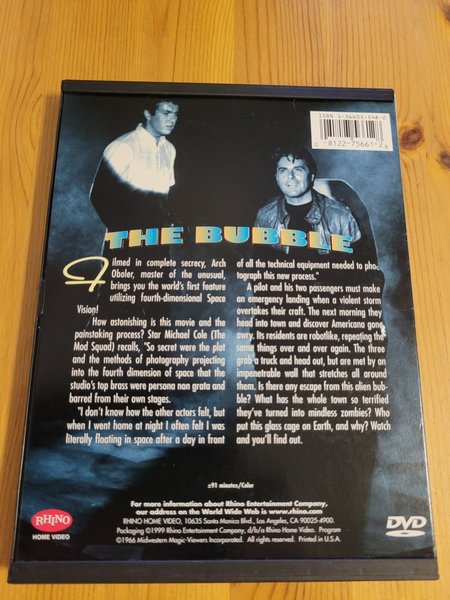 ISBN 1-56605-548-2
0 81227 56612 8
THE BUBBLE
Filmed in complete secrecy, Arch
Oboler, master of the unusual,
brings you the world's first feature
utilizing fourth-dimensional Space
Vision!
How astonishing is this movie and the
painstaking process? Star Michael Cole (The
Mod Squad) recalls, "So secret were the plot
and the methods of photography projecting
into the fourth dimension of space that the
studio's top brass were persona non grata and
barred from their own stages.
"I don't know how the other actors felt, but
when I went home at night I often felt I was
literally floating in space after a day in front
of all the technical equipment needed to pho-
tograph this new process."
A pilot and his two passengers must make
an emergency landing when a violent storm
overtakes their craft. The next morning they
head into town and discover Americana gone
awry. Its residents are robotlike, repeating the
same things over and over again. The three
grab a truck and head out, but are met by an
impenetrable wall that stretches all around
them. Is there any escape from this alien bub-
ble? What has the whole town so terrified
they've turned into mindless zombies? Who
put this glass cage on Earth, and why? Watch
and you'll find out.
±91 minutes/Color
For more information about Rhino Entertainment Company,
our address on the World Wide Web is www.rhino.com
RHINO HOME VIDEO, 10635 Santa Monica Blvd., Los Angeles, CA 90025-4900.
Packaging ©1999 Rhino Entertainment Company, d/b/a Rhino Home Video. Program
©1966 Midwestern Magic-Viewers Incorporated. All Rights Reserved. Printed in U.S.A.
RHINO
HOME VIDEO
DVD
VIDEO